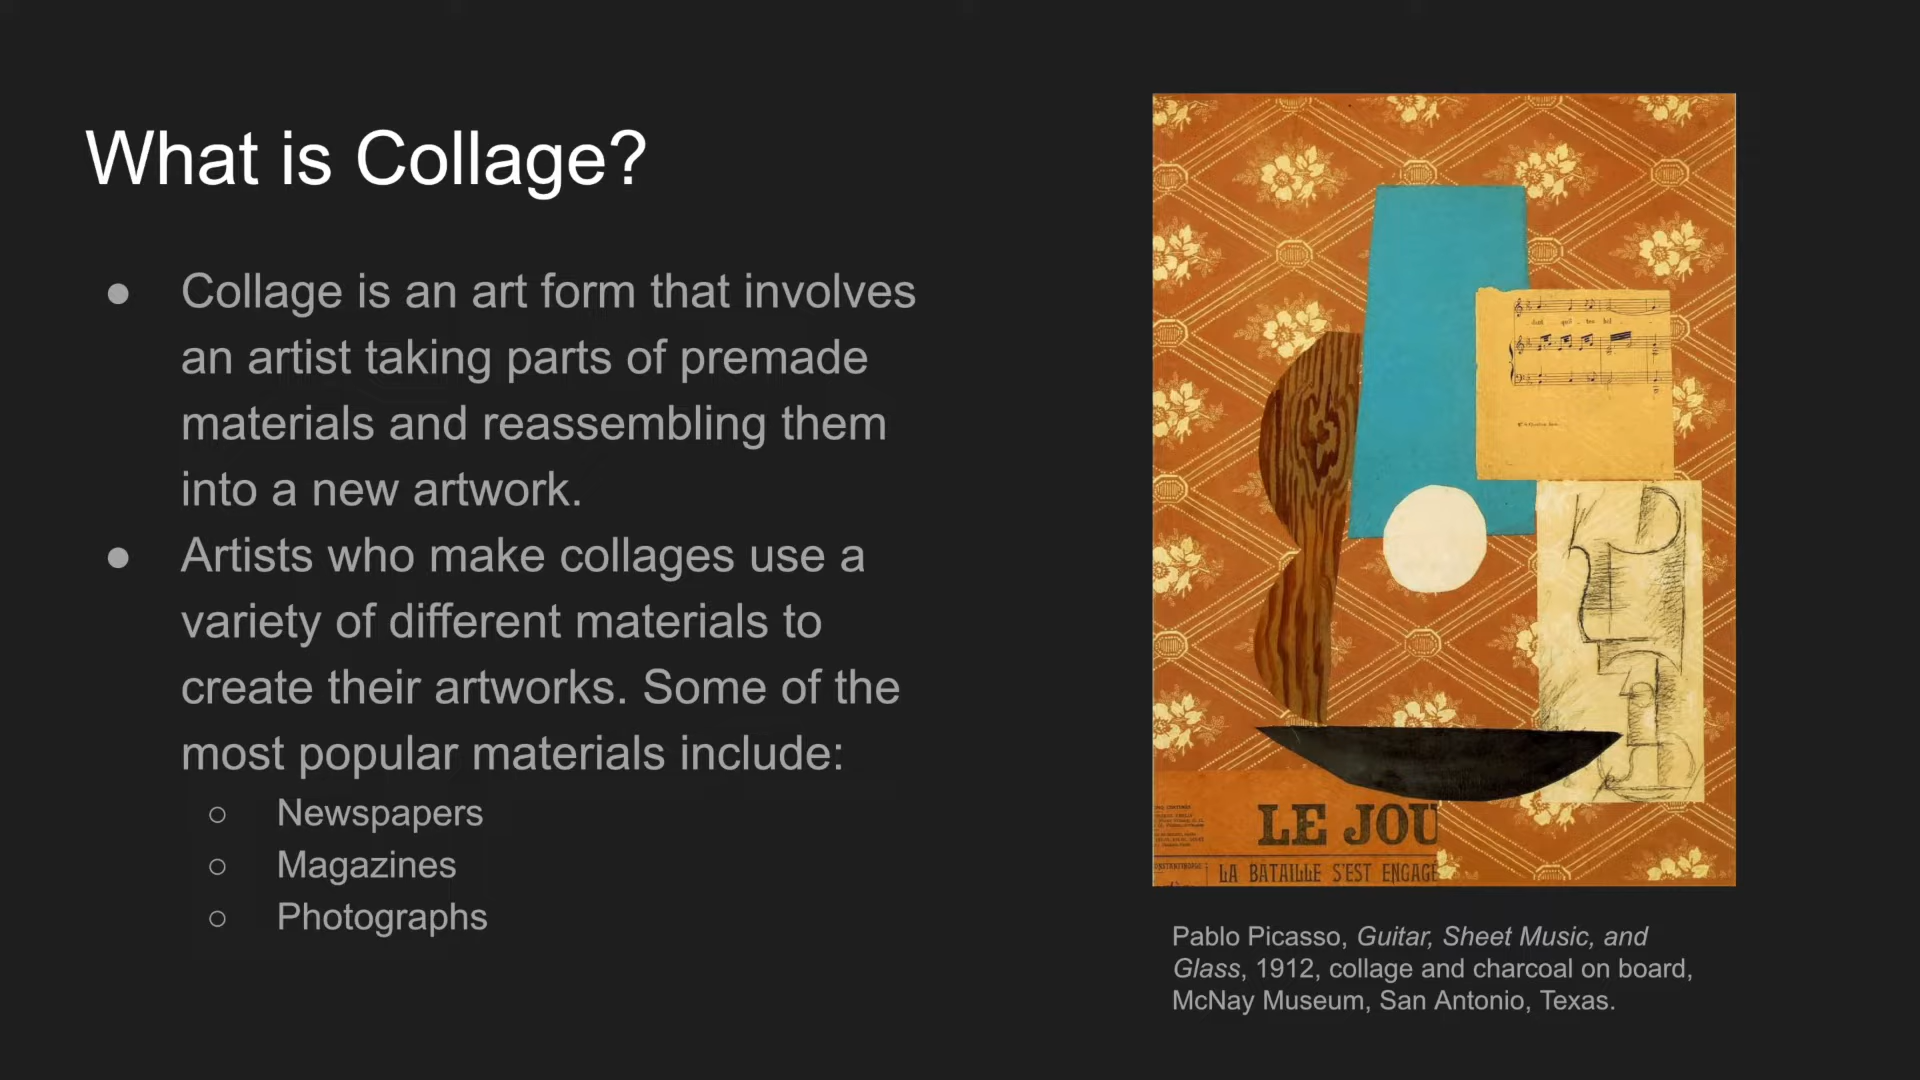 What is Collage?
● Collage is an art form that involves
an artist taking parts of premade
materials and reassembling them
into a new artwork.
● Artists who make collages use a
variety of different materials to
create their artworks. Some of the
most popular materials include:
○ Newspapers
○ Magazines
○ Photographs
LE JOU
LA BATAILLE S'EST ENGAGÉ
Pablo Picasso, Guitar, Sheet Music, and
Glass, 1912, collage and charcoal on board,
McNay Museum, San Antonio, Texas.